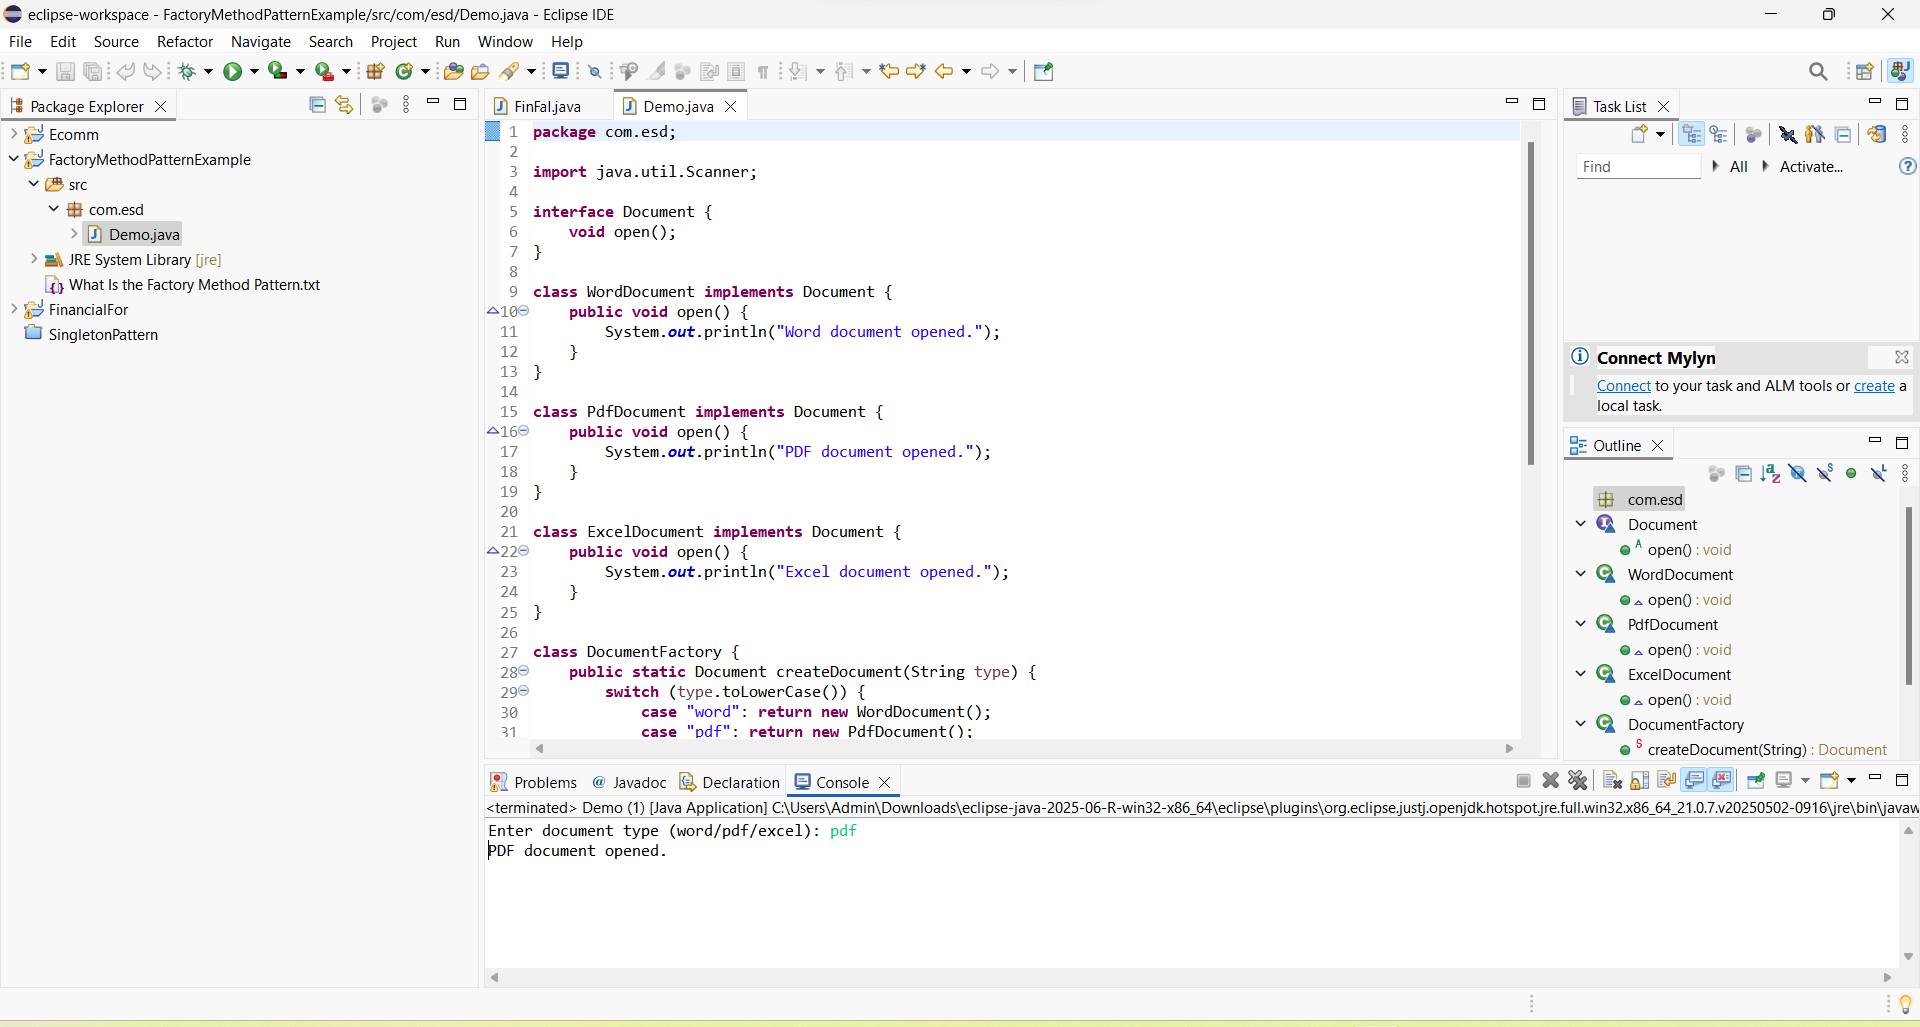 eclipse-workspace - FactoryMethodPatternExample/src/com/esd/Demo.java - Eclipse IDE
File Edit Source Refactor Navigate Search Project Run Window Help
Package Explorer
Ecomm
FactoryMethodPatternExample
src
com.esd
Demo.java
JRE System Library [jre]
What Is the Factory Method Pattern.txt
FinancialFor
SingletonPattern
FinFal.java Demo.java
1 package com.esd;
2
3 import java.util.Scanner;
4
5 interface Document {
6 void open();
7 }
8
9 class WordDocument implements Document {
10 public void open() {
11 System.out.println("Word document opened.");
12 }
13 }
14
15 class PdfDocument implements Document {
16 public void open() {
17 System.out.println("PDF document opened.");
18 }
19 }
20
21 class ExcelDocument implements Document {
22 public void open() {
23 System.out.println("Excel document opened.");
24 }
25 }
26
27 class DocumentFactory {
28 public static Document createDocument(String type) {
29 switch (type.toLowerCase()) {
30 case "word": return new WordDocument();
31 case "pdf": return new PdfDocument();
Problems Javadoc Declaration Console
<terminated> Demo (1) [Java Application] C:\Users\Admin\Downloads\eclipse-java-2025-06-R-win32-x86_64\eclipse\plugins\org.eclipse.justj.openjdk.hotspot.jre.full.win32.x86_64_21.0.7.v20250502-0916\jre\bin\javaw
Enter document type (word/pdf/excel): pdf
PDF document opened.
Task List
Find All Activate...
Connect Mylyn
Connect to your task and ALM tools or create a
local task.
Outline
com.esd
Document
open() : void
WordDocument
open() : void
PdfDocument
open() : void
ExcelDocument
open() : void
DocumentFactory
createDocument(String) : Document